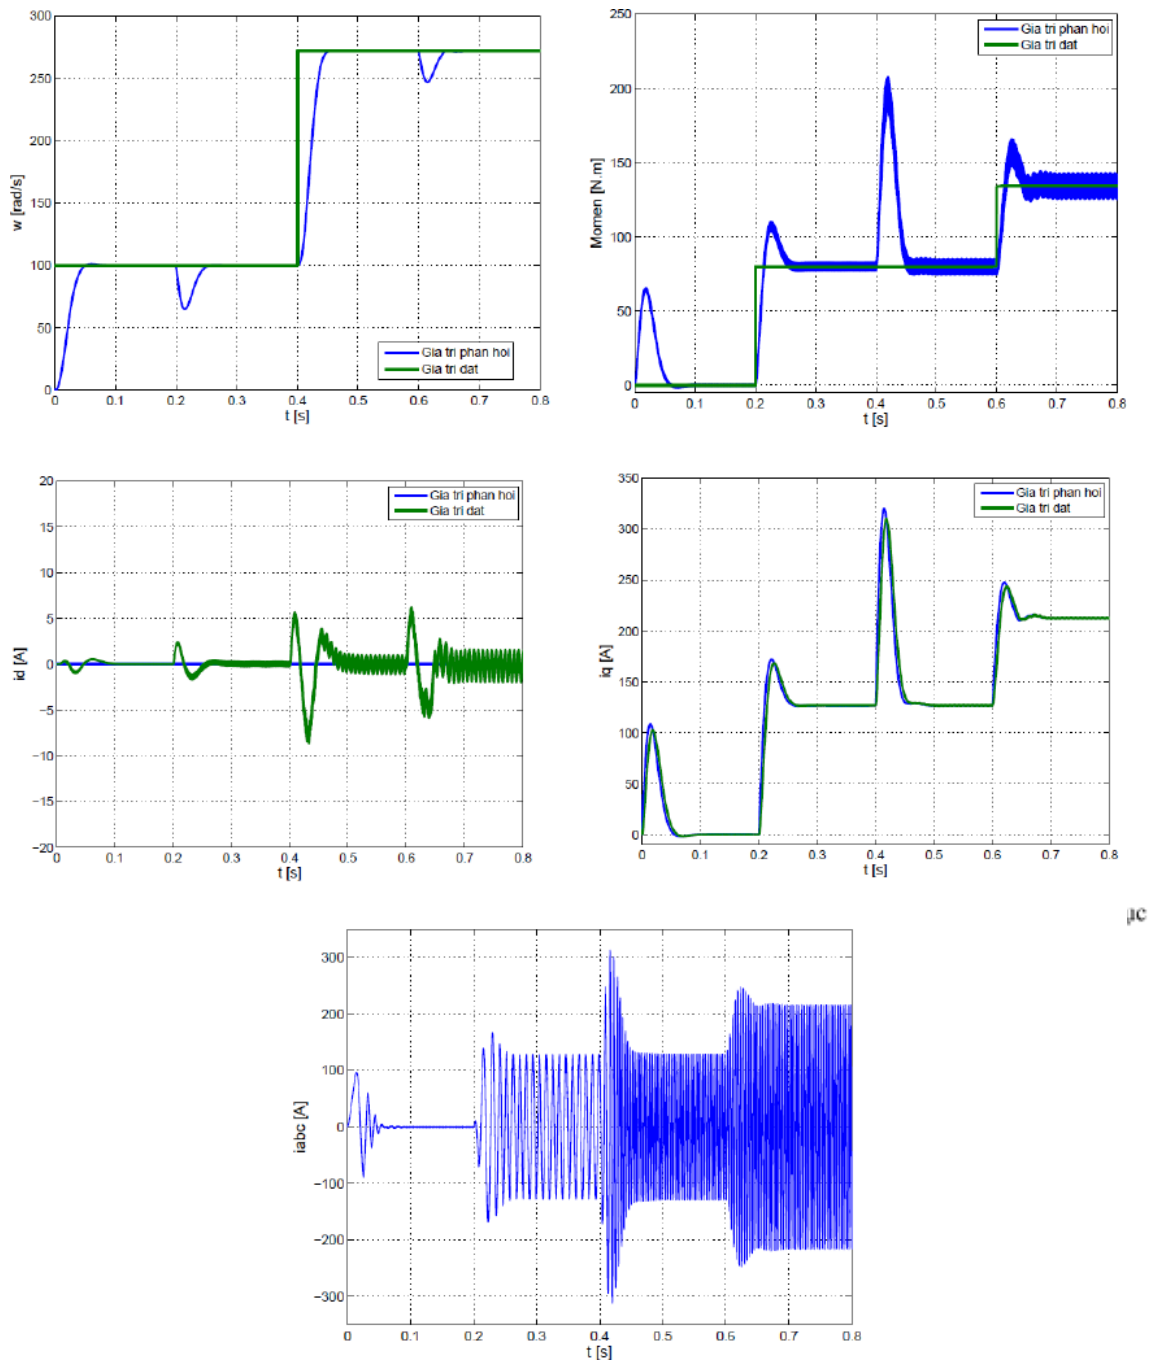 300
250
200
150
100
50
0
w [rad/s]
Gia tri phan hoi
Gia tri dat
0 0.1 0.2 0.3 0.4 0.5 0.6 0.7 0.8
t [s]
250
200
150
100
50
0
Momen [N.m]
Gia tri phan hoi
Gia tri dat
0 0.1 0.2 0.3 0.4 0.5 0.6 0.7 0.8
t [s]
20
15
10
5
0
−5
−10
−15
−20
id [A]
Gia tri phan hoi
Gia tri dat
0 0.1 0.2 0.3 0.4 0.5 0.6 0.7 0.8
t [s]
350
300
250
200
150
100
50
0
iq [A]
Gia tri phan hoi
Gia tri dat
0 0.1 0.2 0.3 0.4 0.5 0.6 0.7 0.8
t [s]
300
200
100
0
−100
−200
−300
iabc [A]
0 0.1 0.2 0.3 0.4 0.5 0.6 0.7 0.8
t [s]